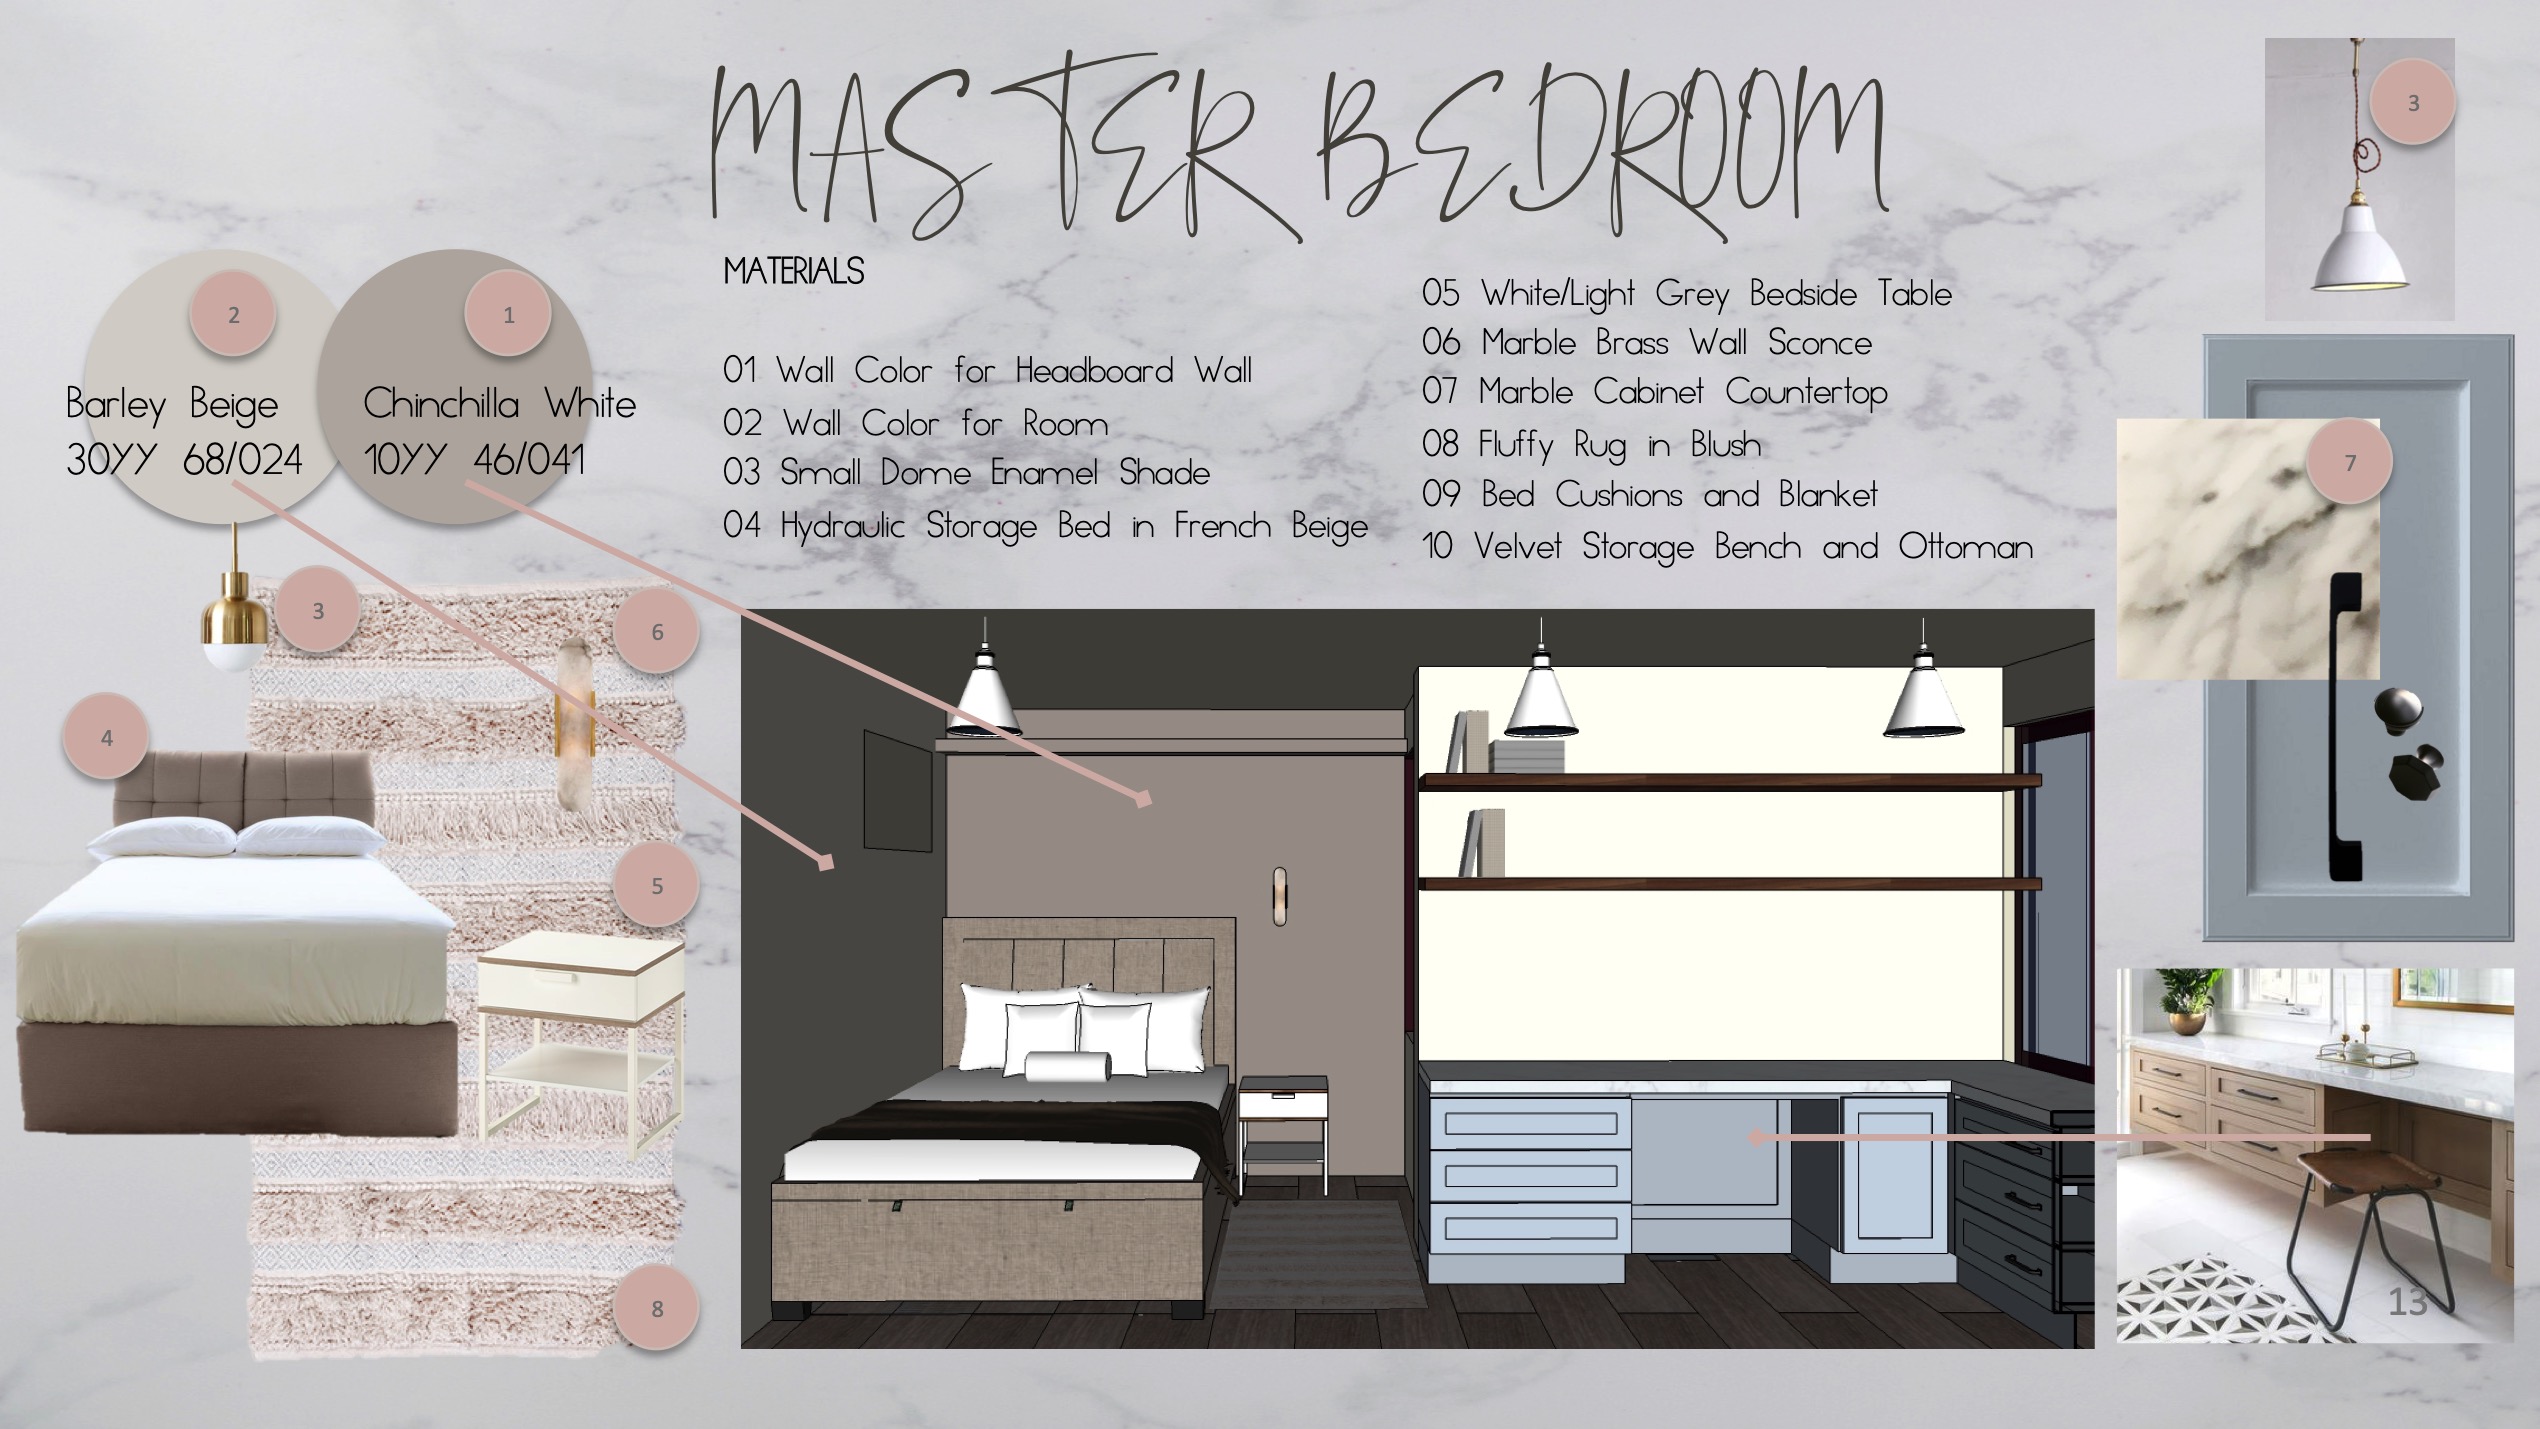 MASTER BEDROOM
3
MATERIALS
01 Wall Color for Headboard Wall
02 Wall Color for Room
03 Small Dome Enamel Shade
04 Hydraulic Storage Bed in French Beige
05 White/Light Grey Bedside Table
06 Marble Brass Wall Sconce
07 Marble Cabinet Countertop
08 Fluffy Rug in Blush
09 Bed Cushions and Blanket
10 Velvet Storage Bench and Ottoman
2
1
Barley Beige
30YY 68/024
Chinchilla White
10YY 46/041
7
3
6
4
5
8
13